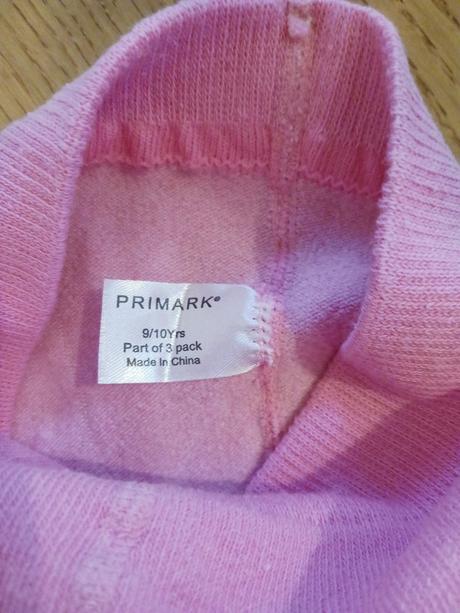 PRIMARK®
9/10Yrs
Part of 3 pack
Made In China